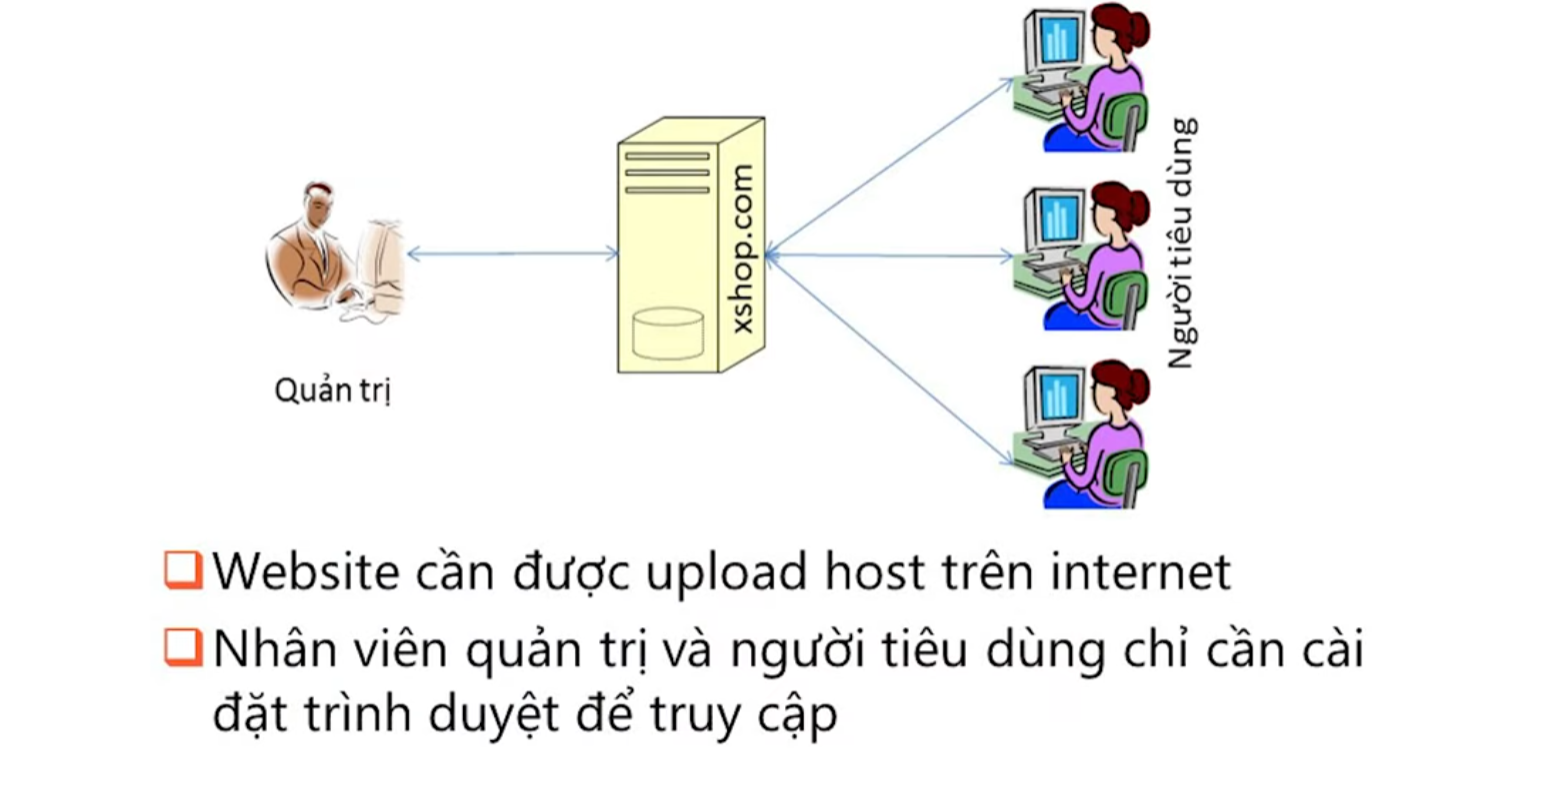 xshop.com
Người tiêu dùng
Quản trị
Website cần được upload host trên internet
Nhân viên quản trị và người tiêu dùng chỉ cần cài
đặt trình duyệt để truy cập